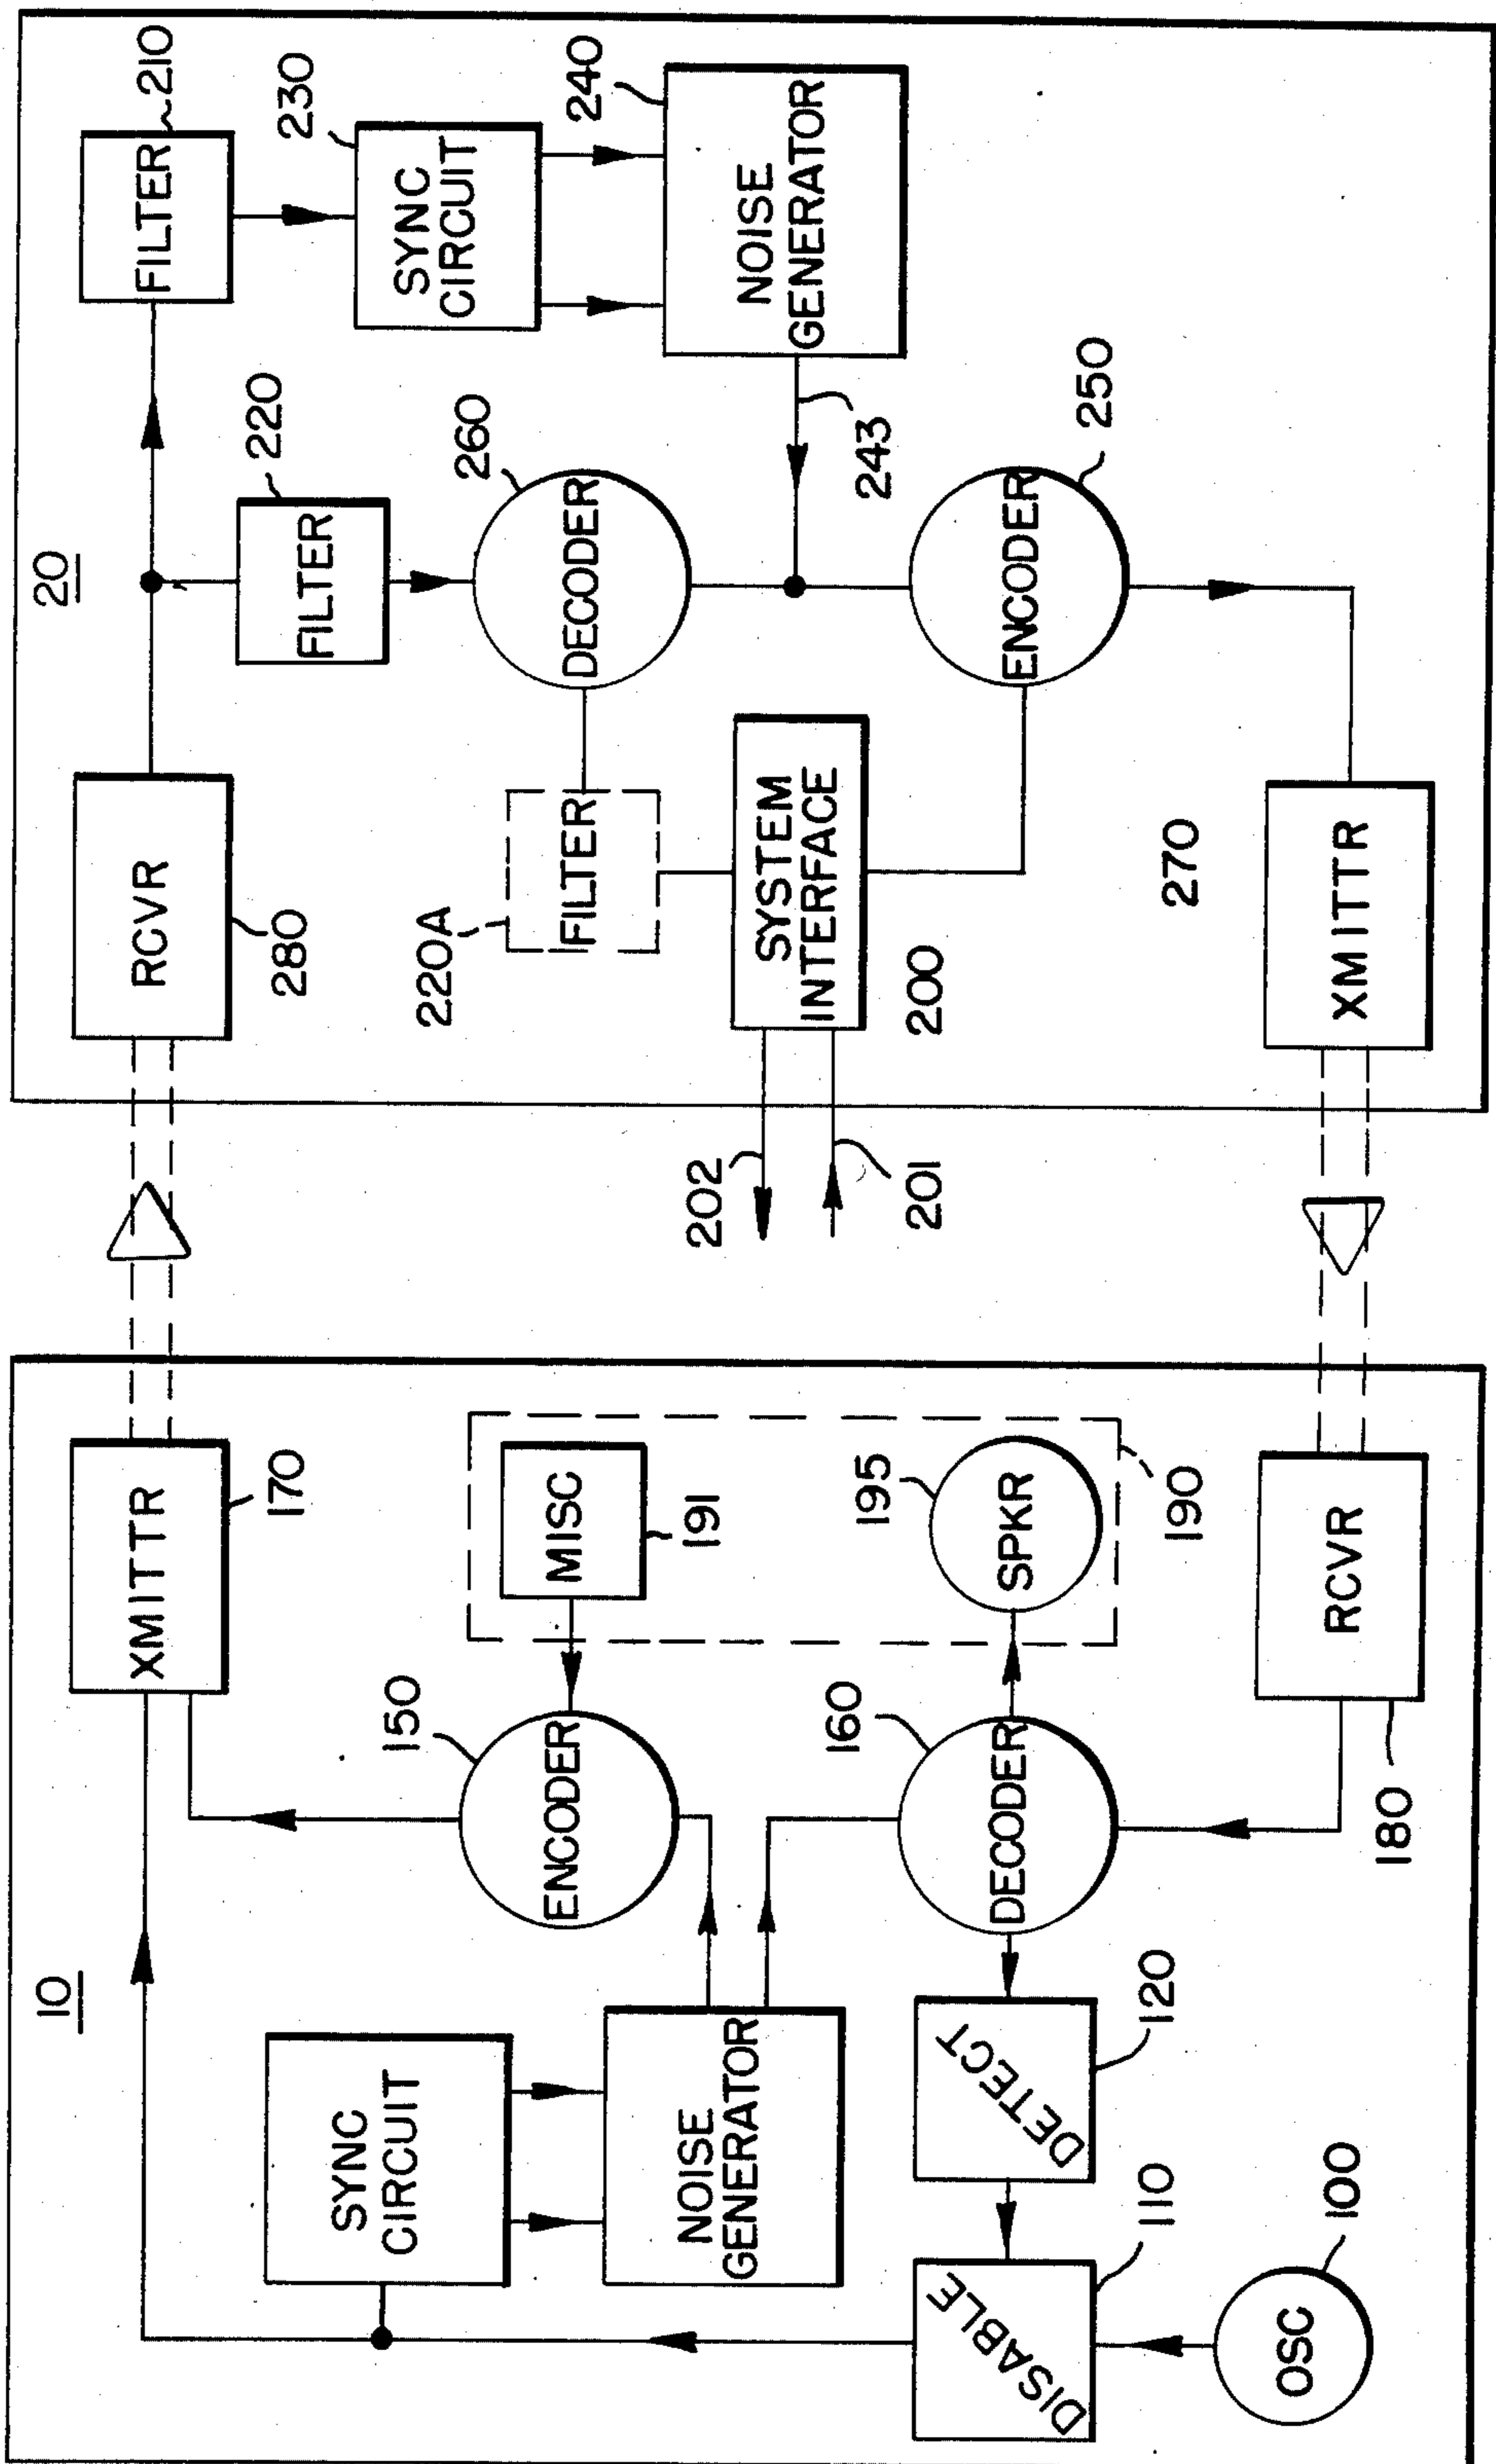 10
XMITTR
170
SYNC
CIRCUIT
NOISE
GENERATOR
ENCODER
150
MISC
191
DECODER
160
SPKR
195
190
DETECT
120
DISABLE
110
OSC
100
RCVR
180
20
RCVR
280
FILTER
210
FILTER
220
SYNC
CIRCUIT
230
NOISE
GENERATOR
240
243
DECODER
260
FILTER
220A
SYSTEM
INTERFACE
200
202
201
ENCODER
250
XMITTR
270